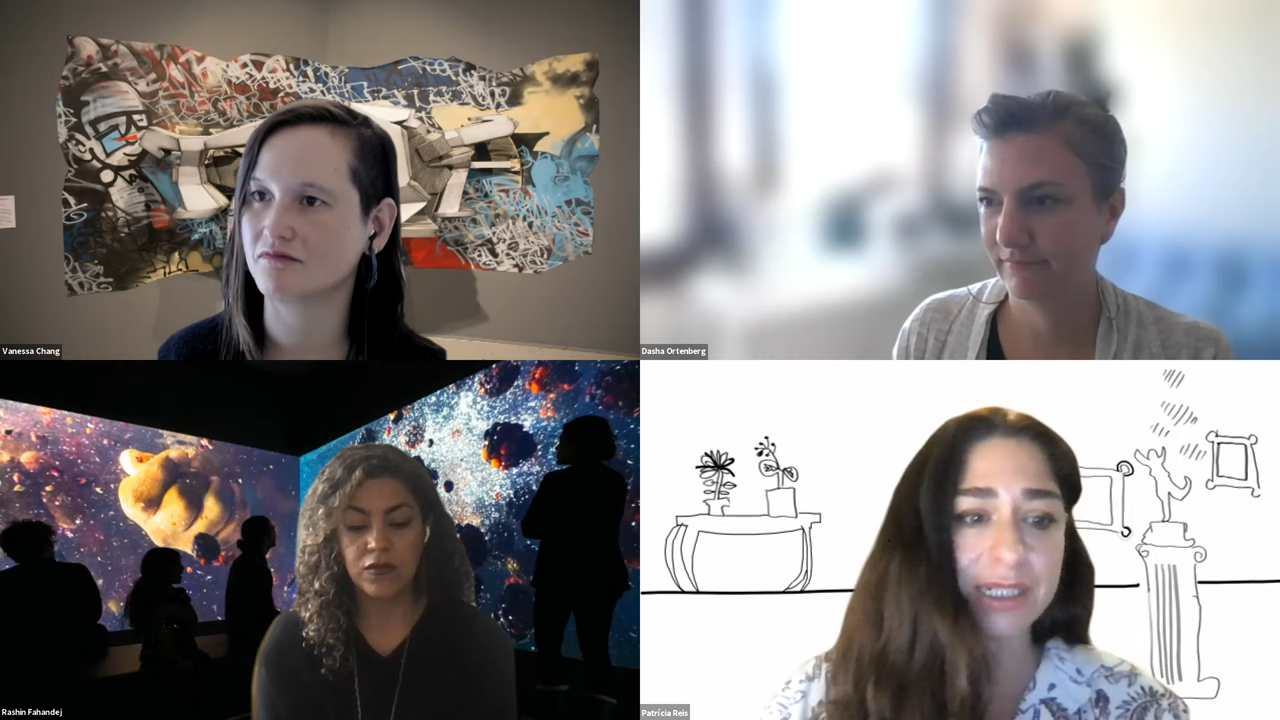 Vanessa Chang
Dasha Ortenberg
Rashin Fahandej
Patrícia Reis